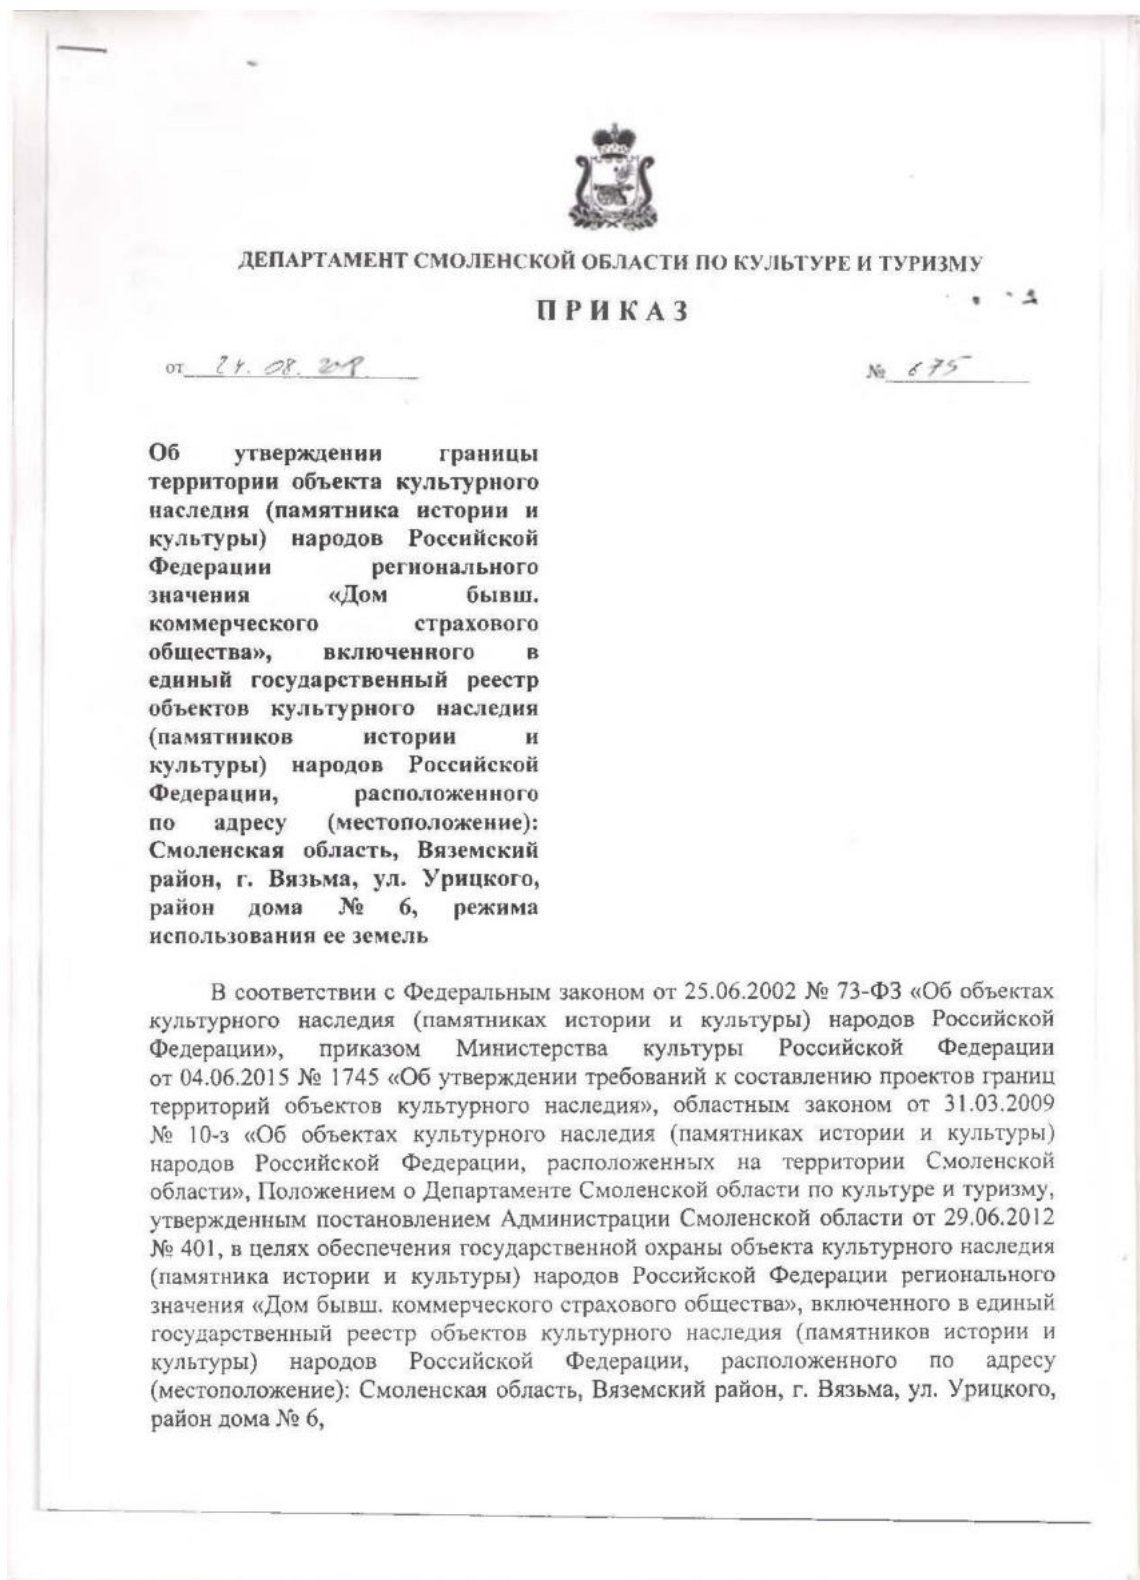 ДЕПАРТАМЕНТ СМОЛЕНСКОЙ ОБЛАСТИ ПО КУЛЬТУРЕ И ТУРИЗМУ
ПРИКАЗ
от 08.
№ 675
Об утверждении границы
территории объекта культурного
наследия (памятника истории и
культуры) народов Российской
Федерации регионального
значения «Дом бывш.
коммерческого страхового
общества», включенного в
единый государственный реестр
объектов культурного наследия
(памятников истории и
культуры) народов Российской
Федерации, расположенного
по адресу (местоположение):
Смоленская область, Вяземский
район, г. Вязьма, ул. Урицкого,
район дома № 6, режима
использования ее земель
В соответствии с Федеральным законом от 25.06.2002 № 73-ФЗ «Об объектах
культурного наследия (памятниках истории и культуры) народов Российской
Федерации», приказом Министерства культуры Российской Федерации
от 04.06.2015 № 1745 «Об утверждении требований к составлению проектов границ
территорий объектов культурного наследия», областным законом от 31.03.2009
№ 10-з «Об объектах культурного наследия (памятниках истории и культуры)
народов Российской Федерации, расположенных на территории Смоленской
области», Положением о Департаменте Смоленской области по культуре и туризму,
утвержденным постановлением Администрации Смоленской области от 29.06.2012
№ 401, в целях обеспечения государственной охраны объекта культурного наследия
(памятника истории и культуры) народов Российской Федерации регионального
значения «Дом бывш. коммерческого страхового общества», включенного в единый
государственный реестр объектов культурного наследия (памятников истории и
культуры) народов Российской Федерации, расположенного по адресу
(местоположение): Смоленская область, Вяземский район, г. Вязьма, ул. Урицкого,
район дома № 6,